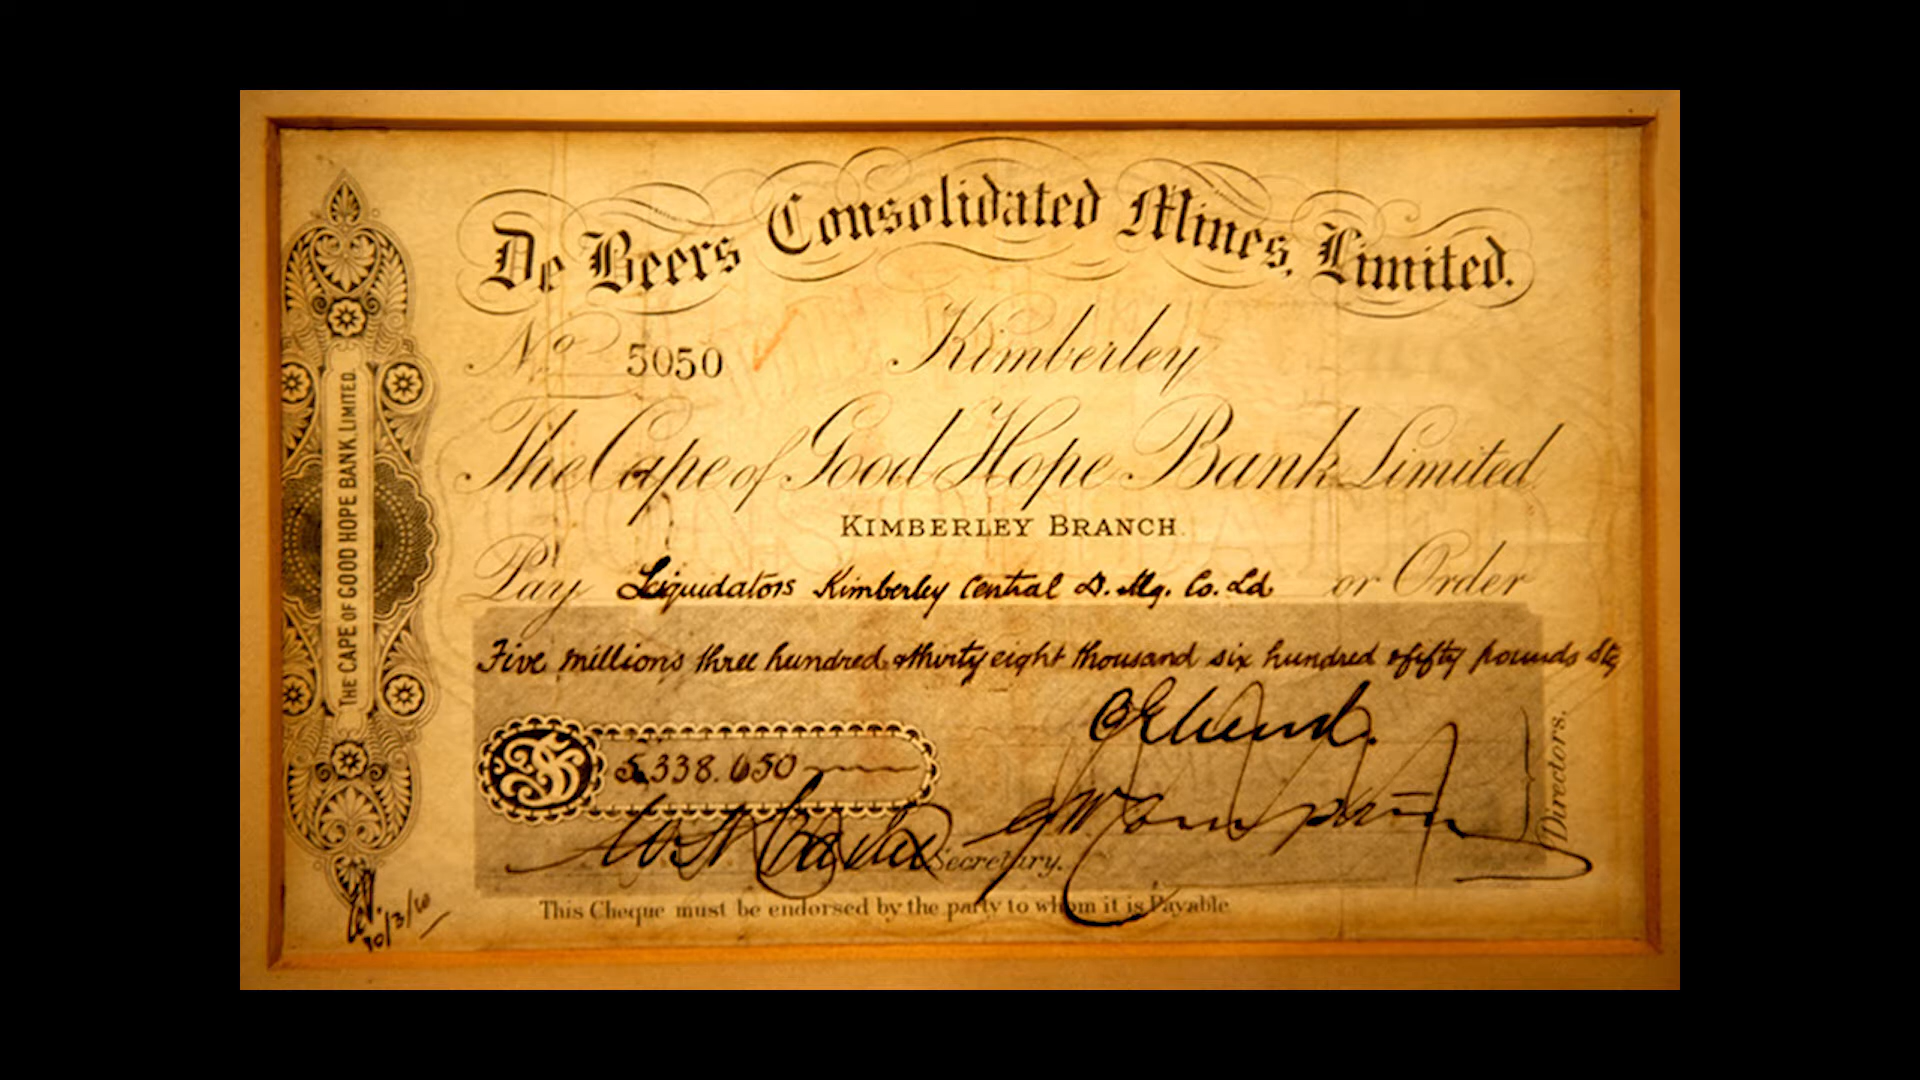 De Beers Consolidated Mines, Limited.
No 5050 Kimberley
The Cape of Good Hope Bank Limited
KIMBERLEY BRANCH.
Pay Liquidators Kimberley Central D. Mg. Co. Ld. or Order
Five millions three hundred & thirty eight thousand six hundred & fifty pounds Stg
5,338.650
Secretary.
Directors.
This Cheque must be endorsed by the party to whom it is Payable
THE CAPE OF GOOD HOPE BANK LIMITED.